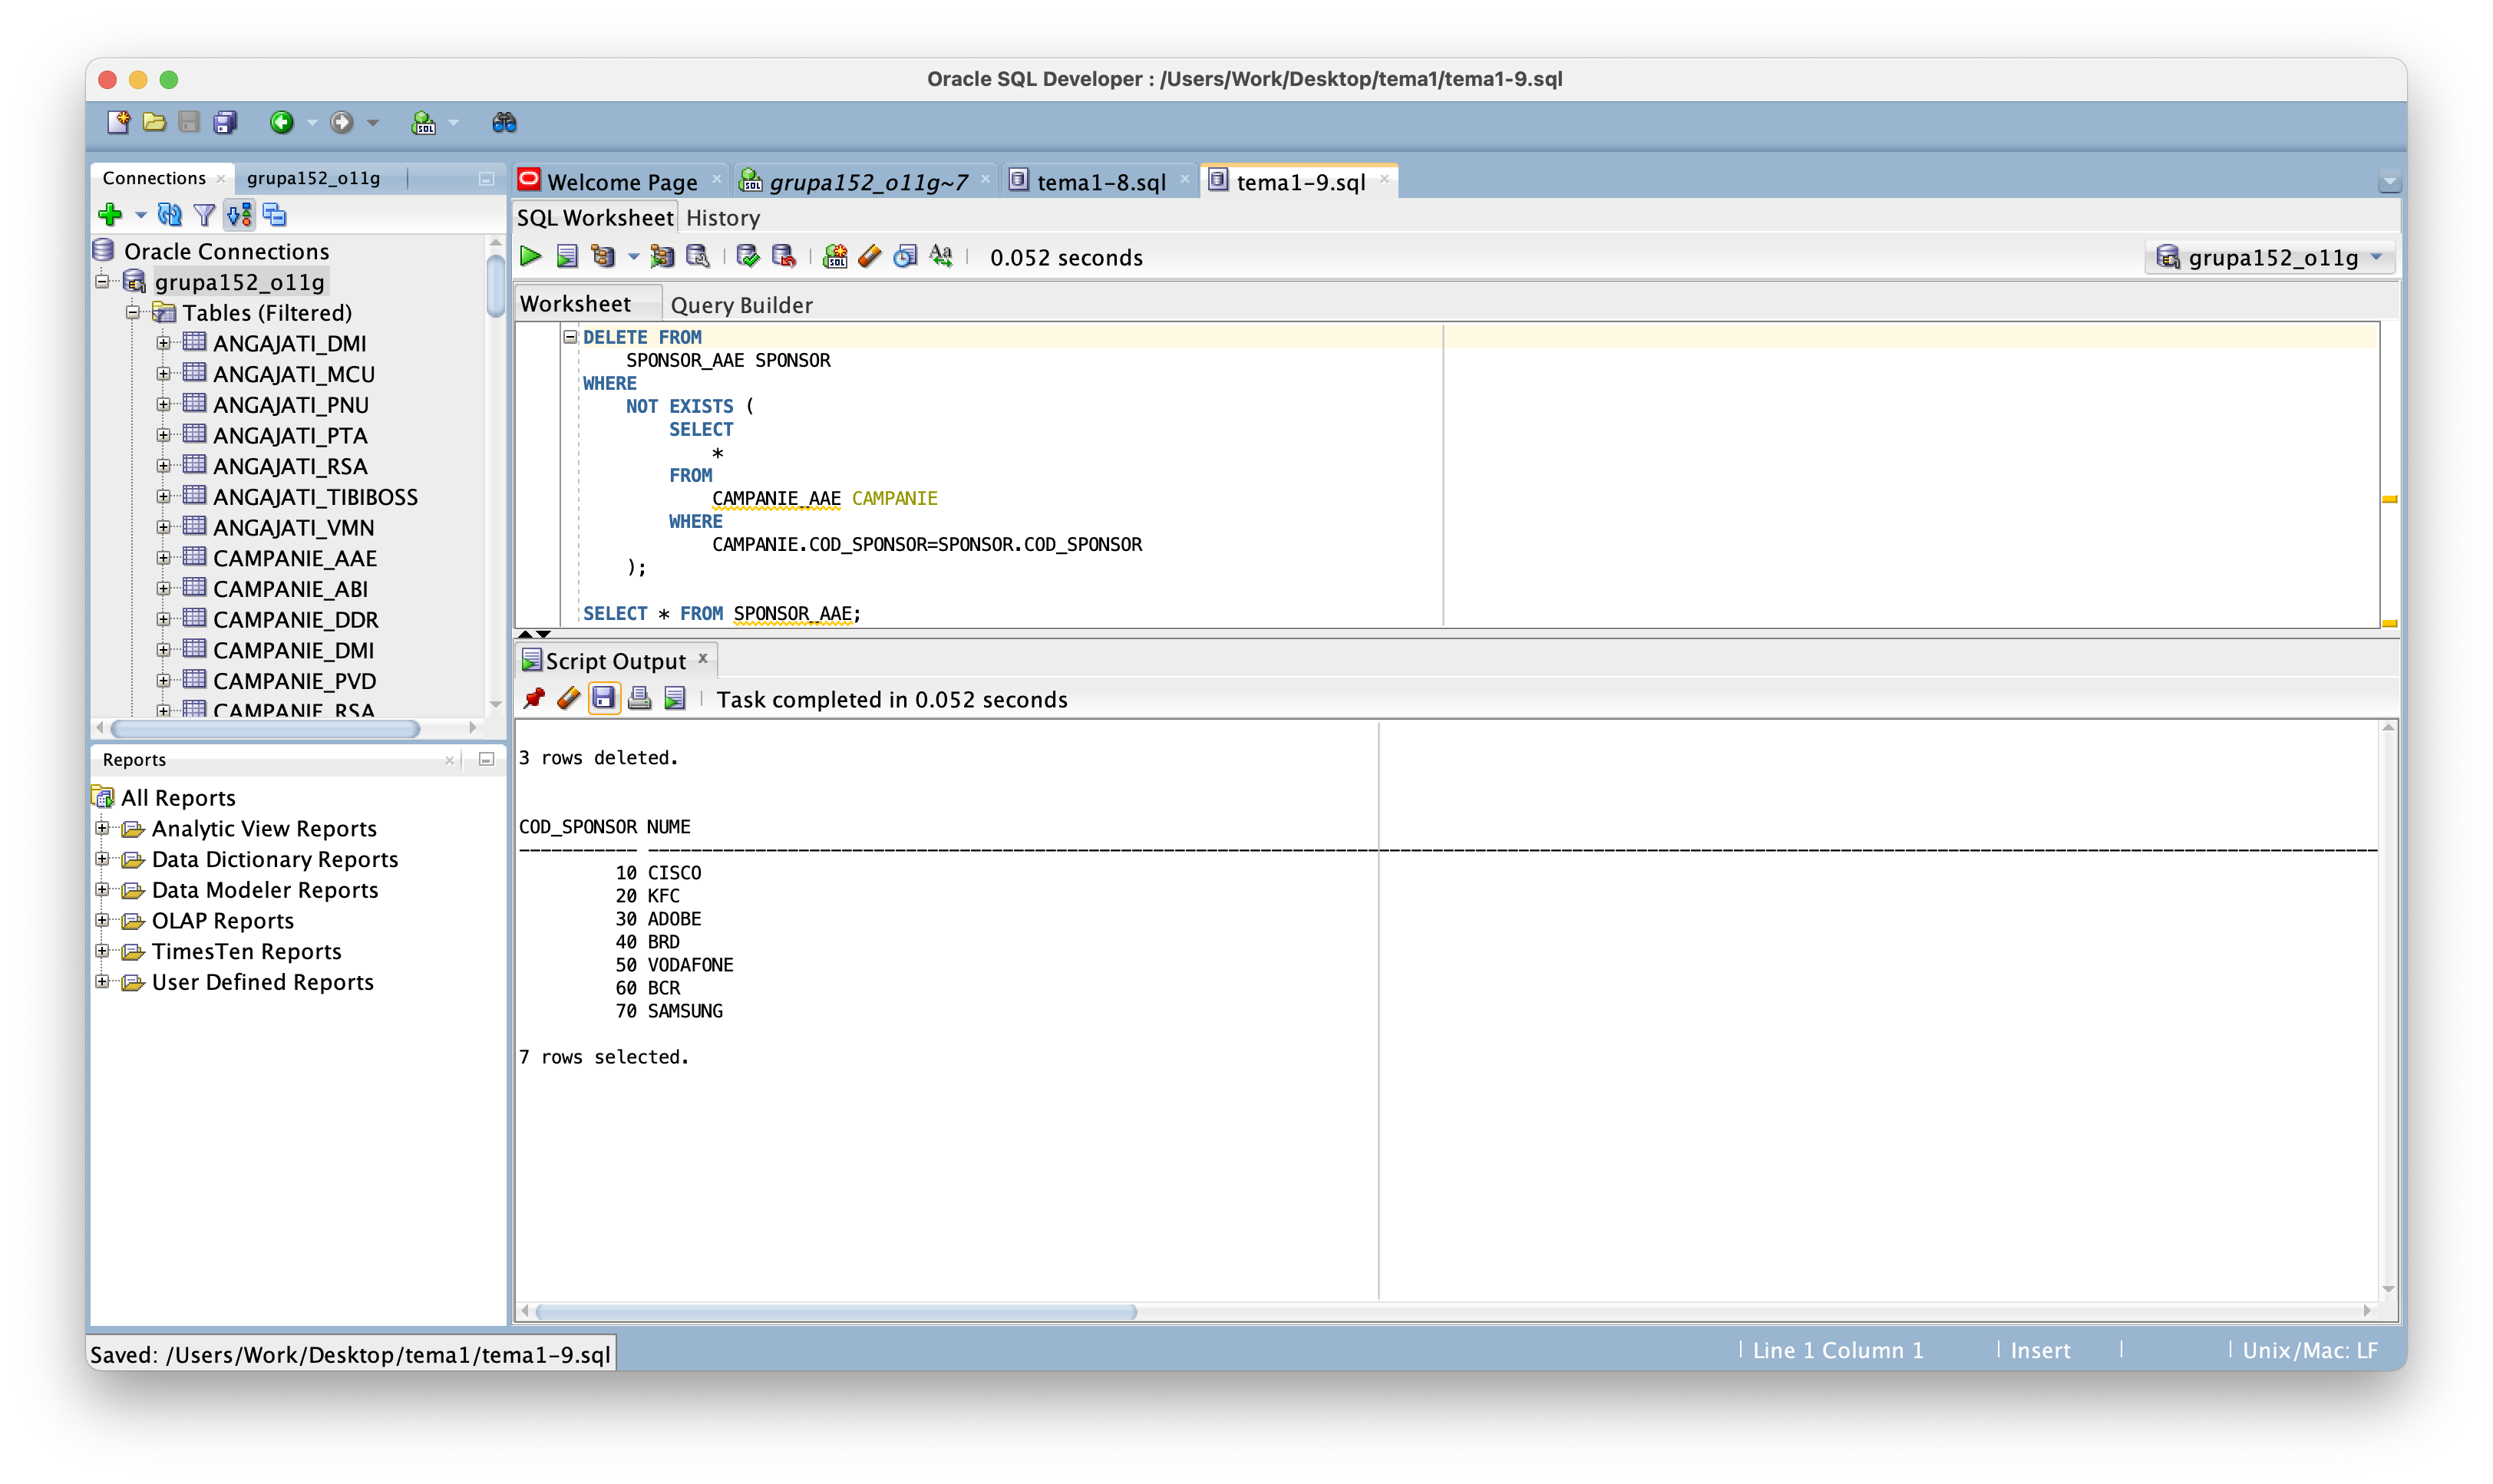 Oracle SQL Developer : /Users/Work/Desktop/tema1/tema1-9.sql
Connections
grupa152_o11g
Oracle Connections
grupa152_o11g
Tables (Filtered)
ANGAJATI_DMI
ANGAJATI_MCU
ANGAJATI_PNU
ANGAJATI_PTA
ANGAJATI_RSA
ANGAJATI_TIBIBOSS
ANGAJATI_VMN
CAMPANIE_AAE
CAMPANIE_ABI
CAMPANIE_DDR
CAMPANIE_DMI
CAMPANIE_PVD
CAMPANIE_RSA
Reports
All Reports
Analytic View Reports
Data Dictionary Reports
Data Modeler Reports
OLAP Reports
TimesTen Reports
User Defined Reports
Welcome Page
grupa152_o11g~7
tema1-8.sql
tema1-9.sql
SQL Worksheet History
0.052 seconds
grupa152_o11g
Worksheet Query Builder
DELETE FROM
SPONSOR_AAE SPONSOR
WHERE
NOT EXISTS (
SELECT
*
FROM
CAMPANIE_AAE CAMPANIE
WHERE
CAMPANIE.COD_SPONSOR=SPONSOR.COD_SPONSOR
);
SELECT * FROM SPONSOR_AAE;
Script Output
Task completed in 0.052 seconds
3 rows deleted.
COD_SPONSOR NUME
10 CISCO
20 KFC
30 ADOBE
40 BRD
50 VODAFONE
60 BCR
70 SAMSUNG
7 rows selected.
Saved: /Users/Work/Desktop/tema1/tema1-9.sql
Line 1 Column 1
Insert
Unix/Mac: LF